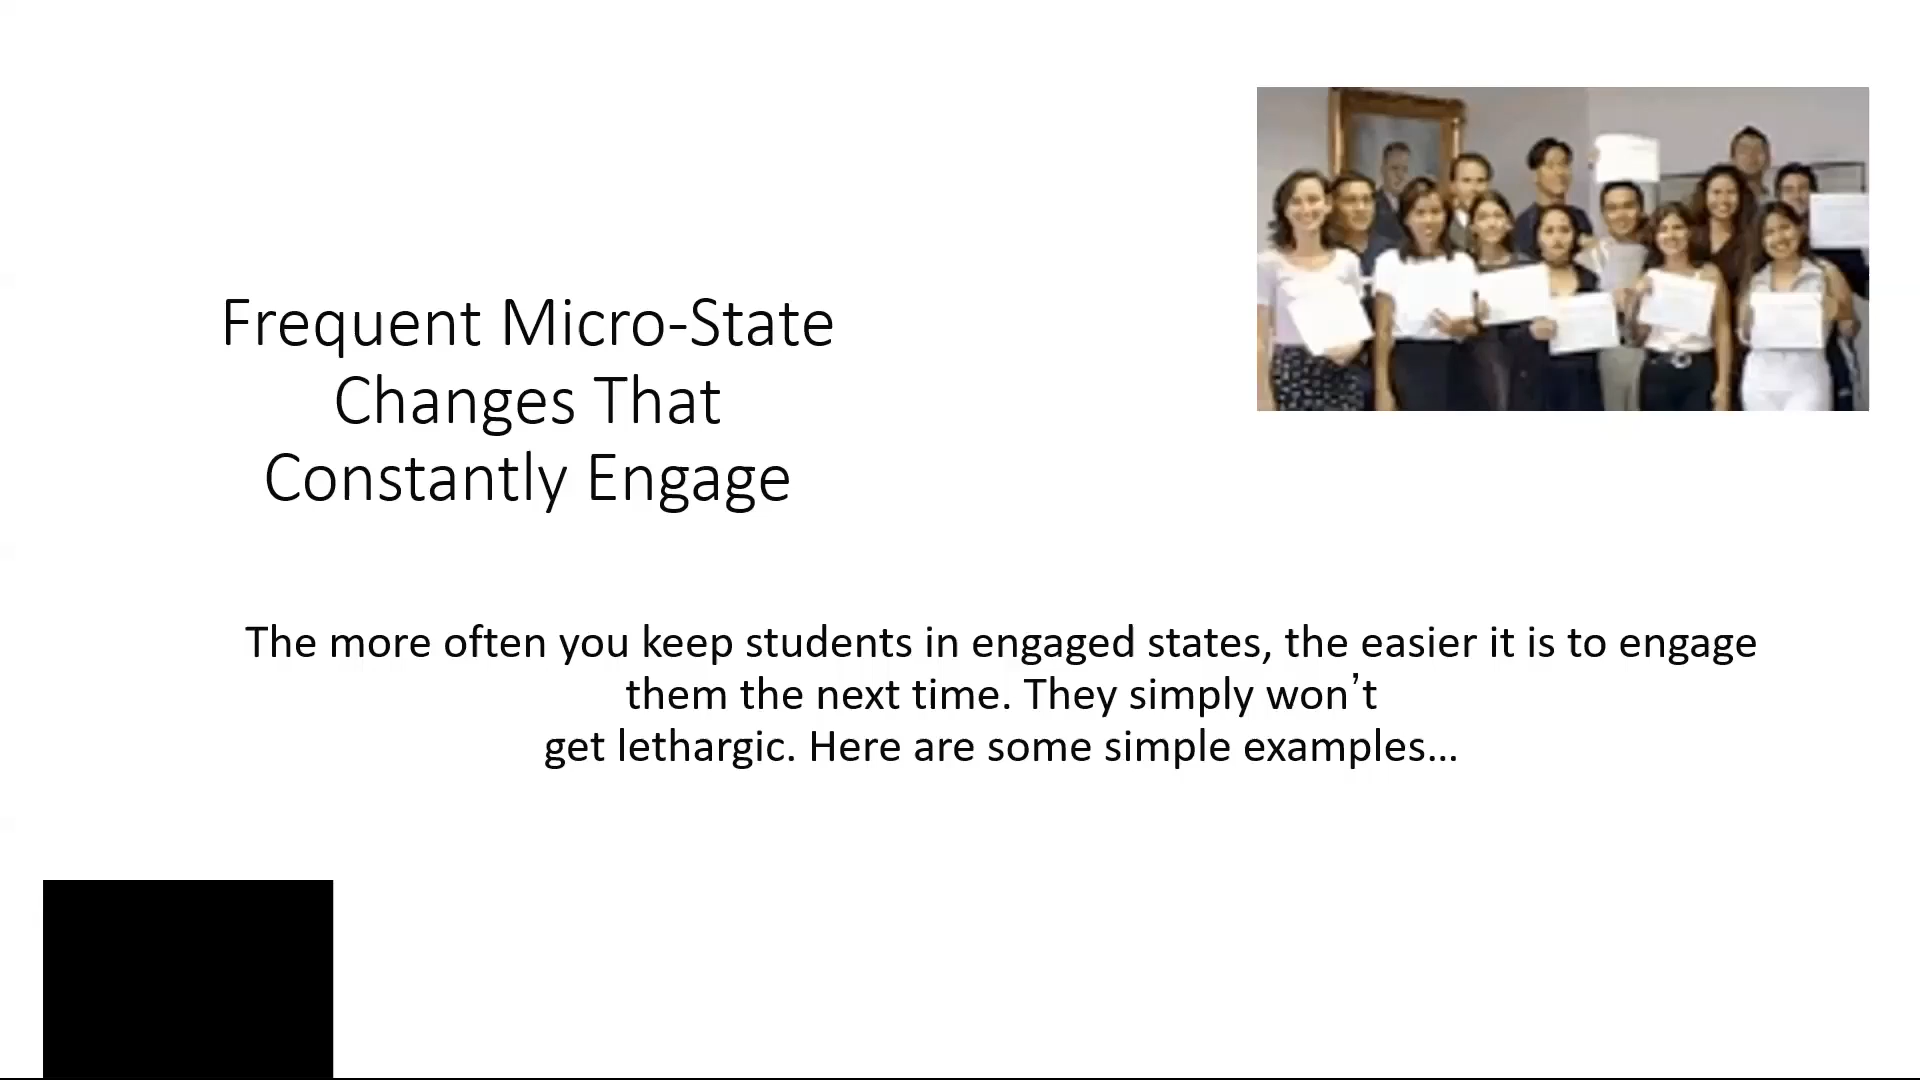 Frequent Micro-State
Changes That
Constantly Engage
The more often you keep students in engaged states, the easier it is to engage
them the next time. They simply won’t
get lethargic. Here are some simple examples…